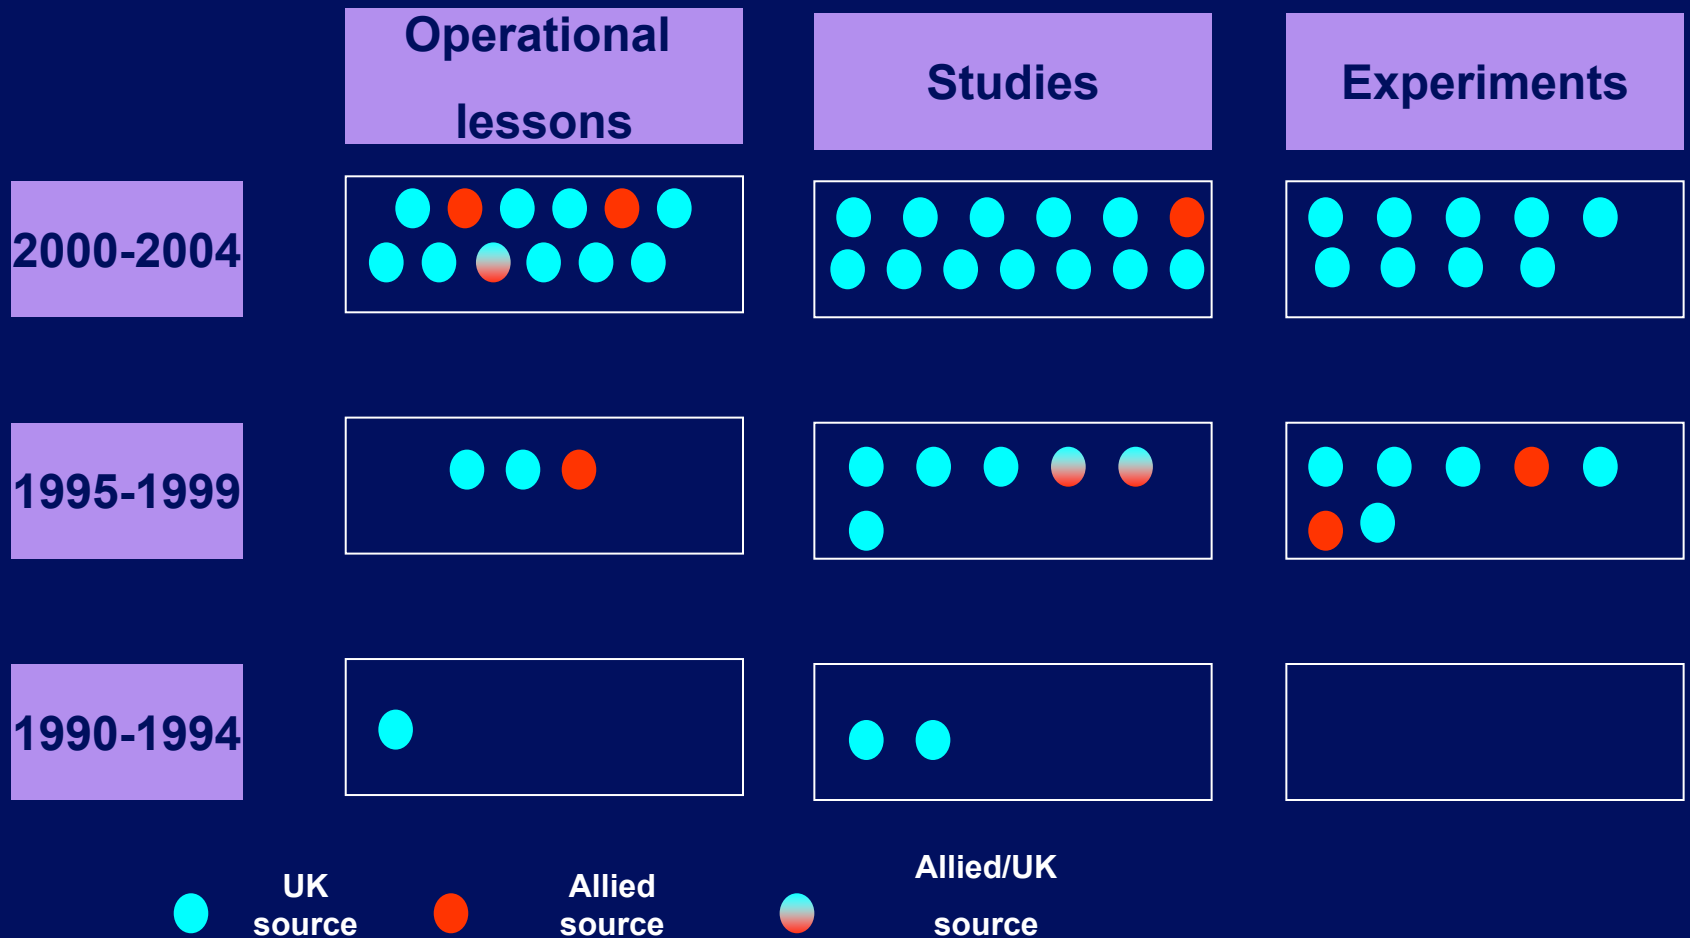 Operational
lessons
Studies
Experiments
2000-2004
1995-1999
1990-1994
UK
source
Allied
source
Allied/UK
source